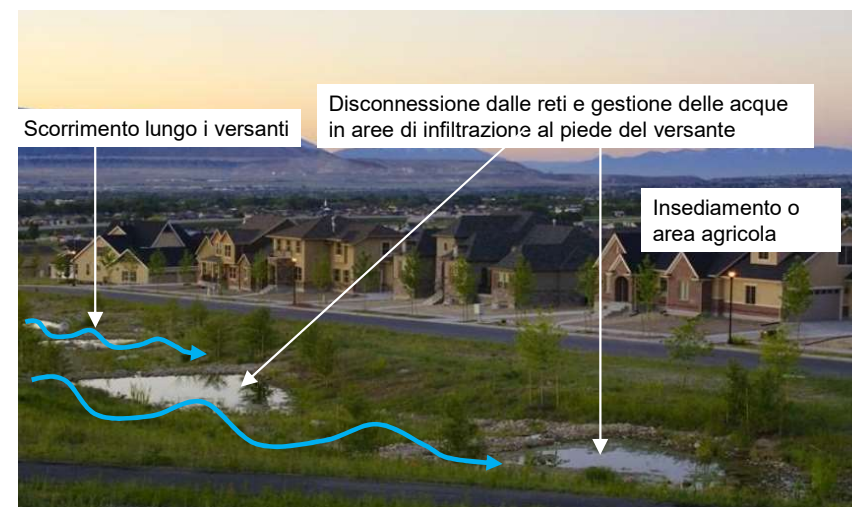 Scorrimento lungo i versanti
Disconnessione dalle reti e gestione delle acque
in aree di infiltrazione al piede del versante
Insediamento o
area agricola